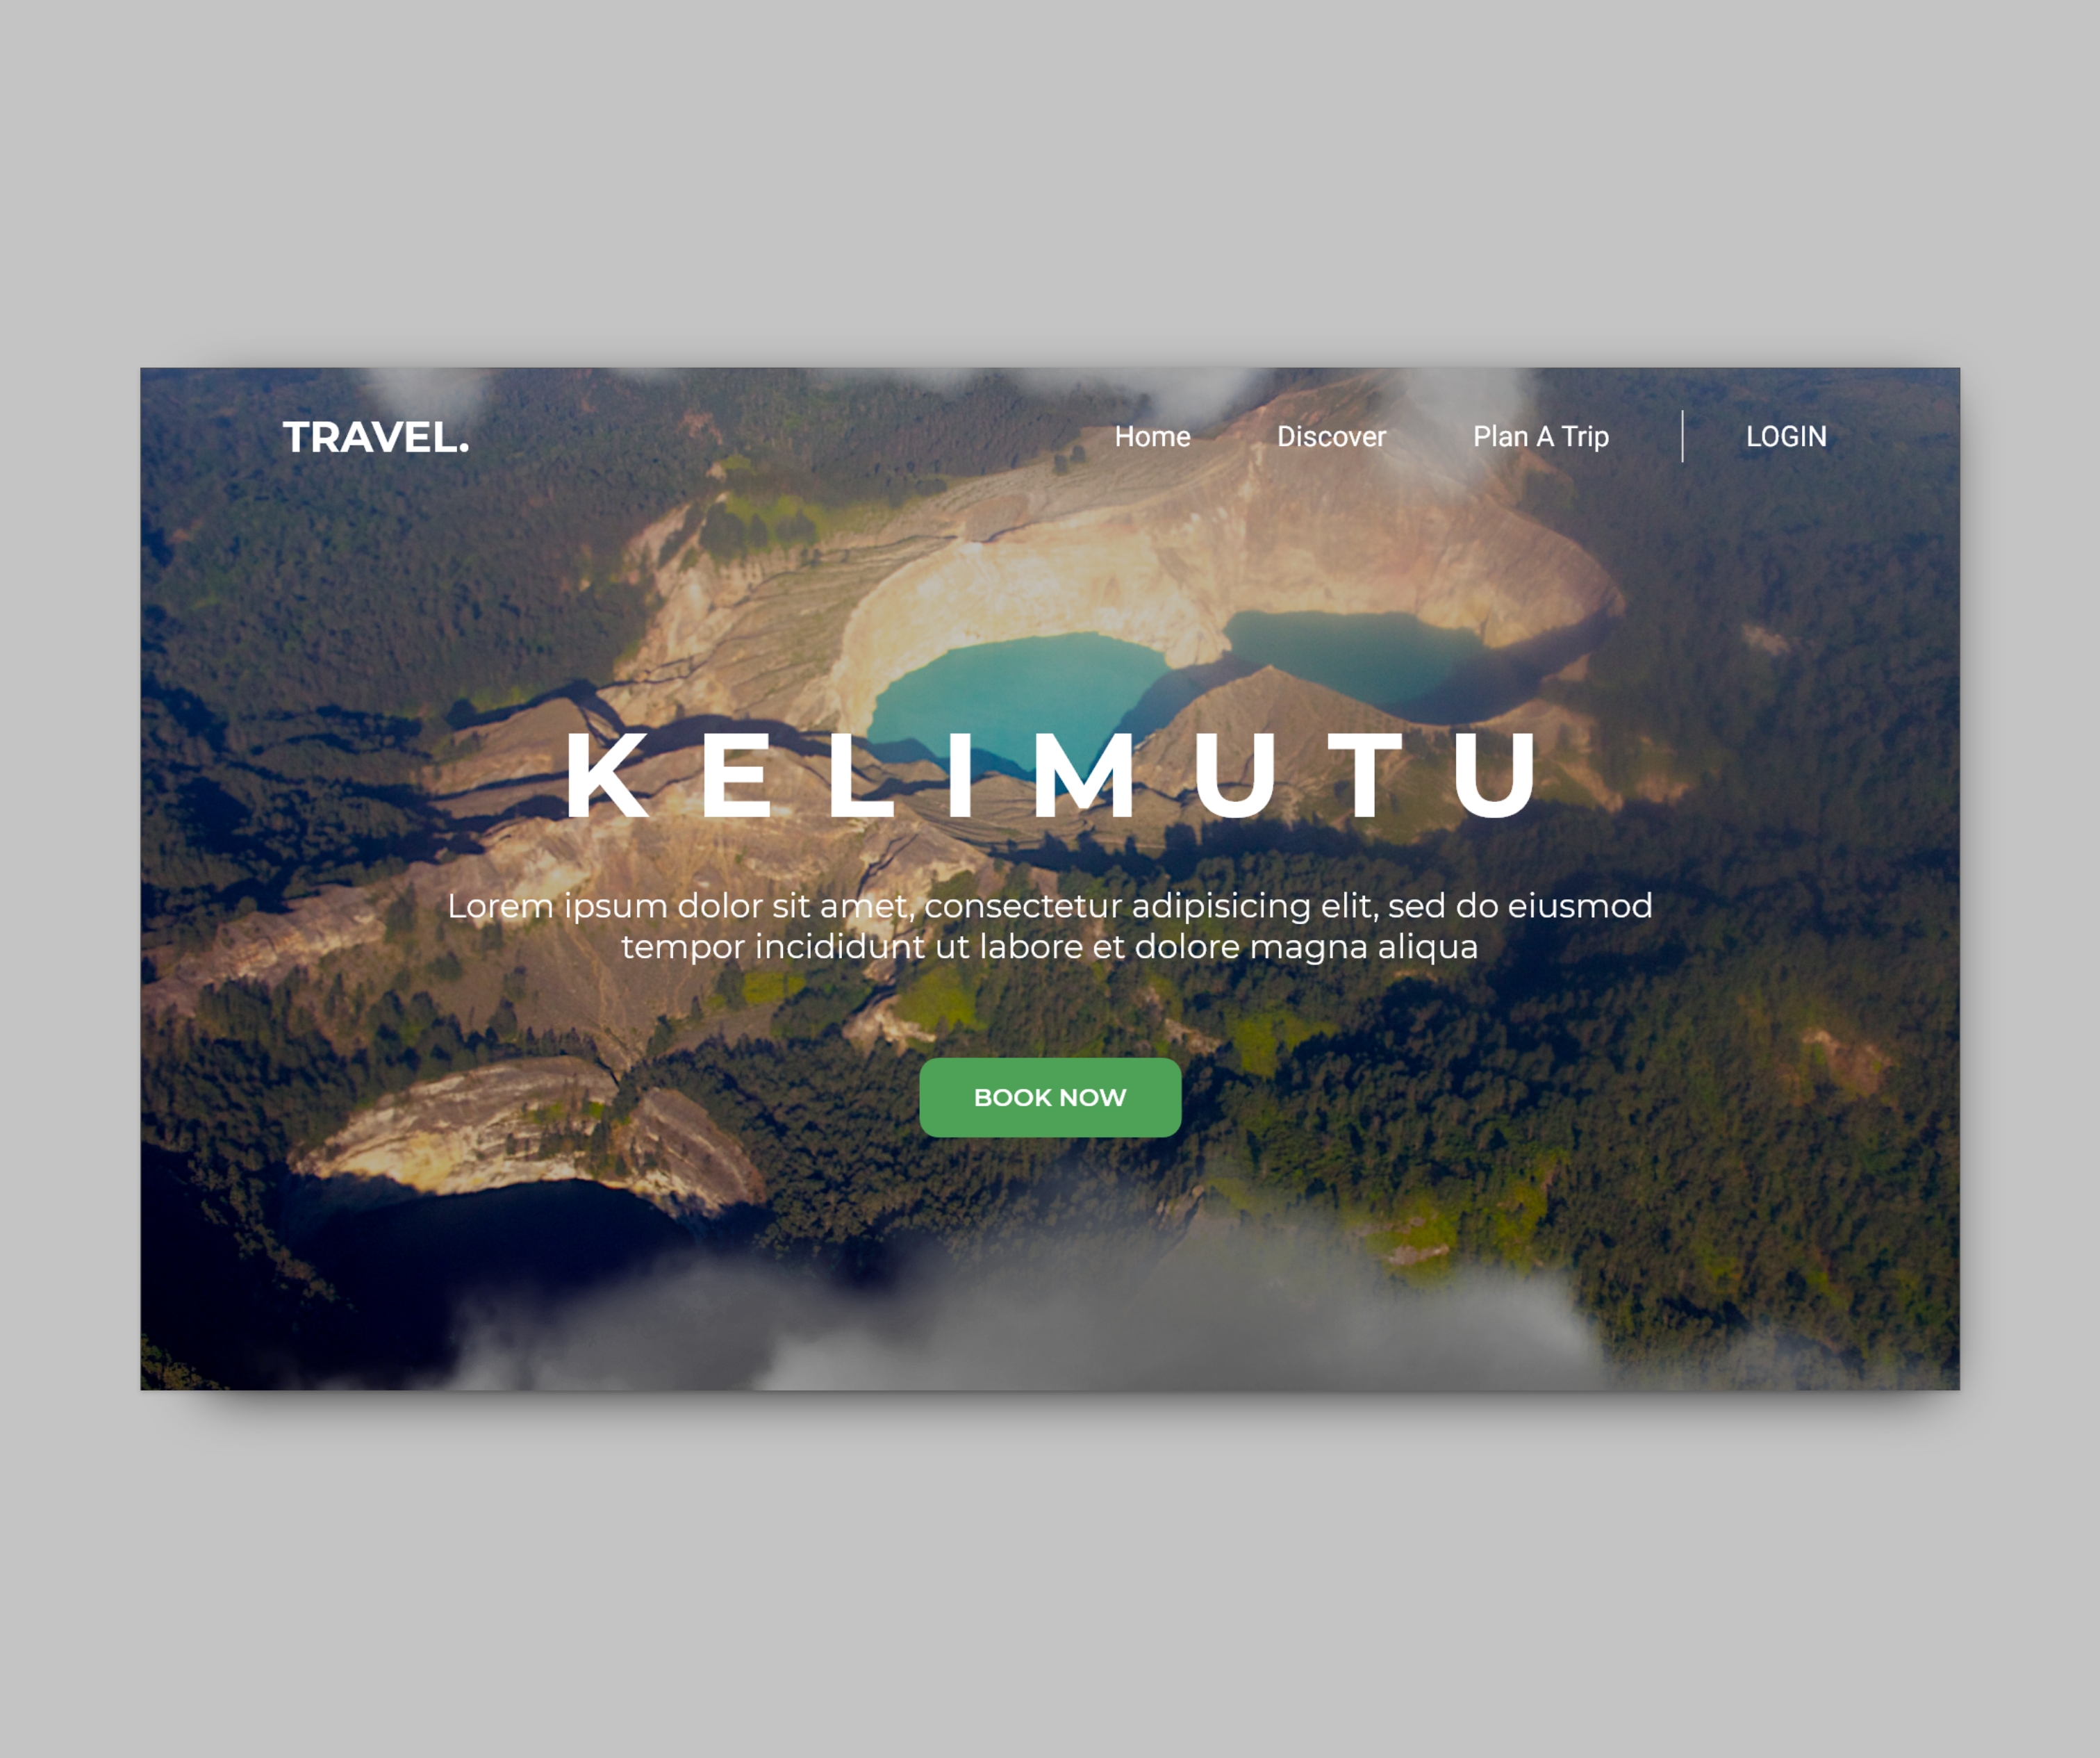 TRAVEL.
Home Discover Plan A Trip LOGIN
KELIMUTU
Lorem ipsum dolor sit amet, consectetur adipisicing elit, sed do eiusmod
tempor incididunt ut labore et dolore magna aliqua
BOOK NOW